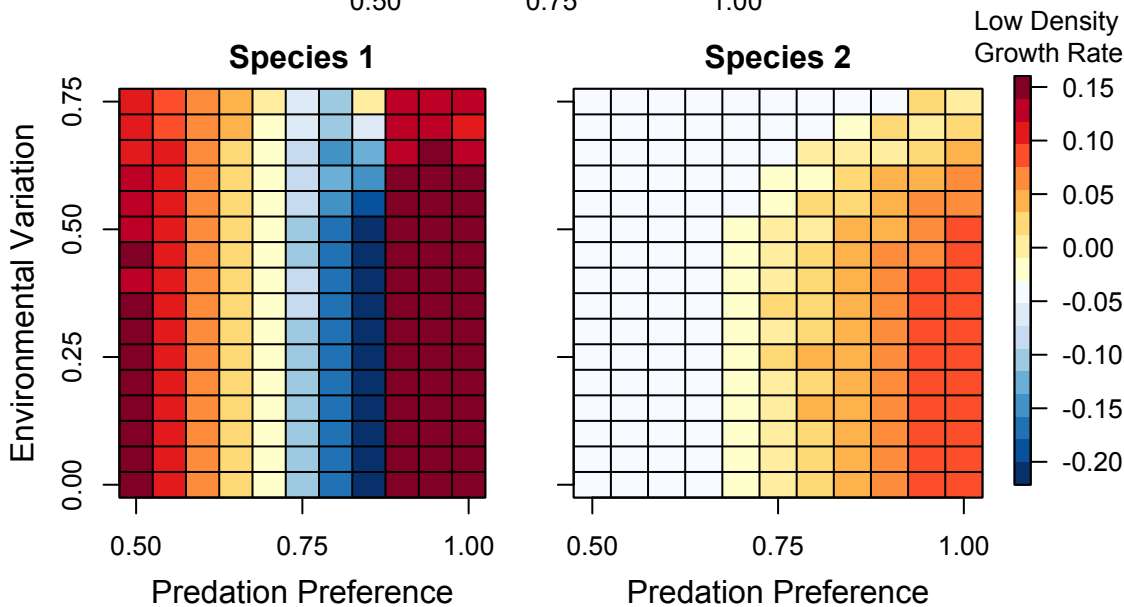 0.50 0.75 1.00
Low Density
Growth Rate
Species 1
Species 2
0.75
0.50
0.25
0.00
Environmental Variation
0.15
0.10
0.05
0.00
-0.05
-0.10
-0.15
-0.20
0.50 0.75 1.00
0.50 0.75 1.00
Predation Preference
Predation Preference